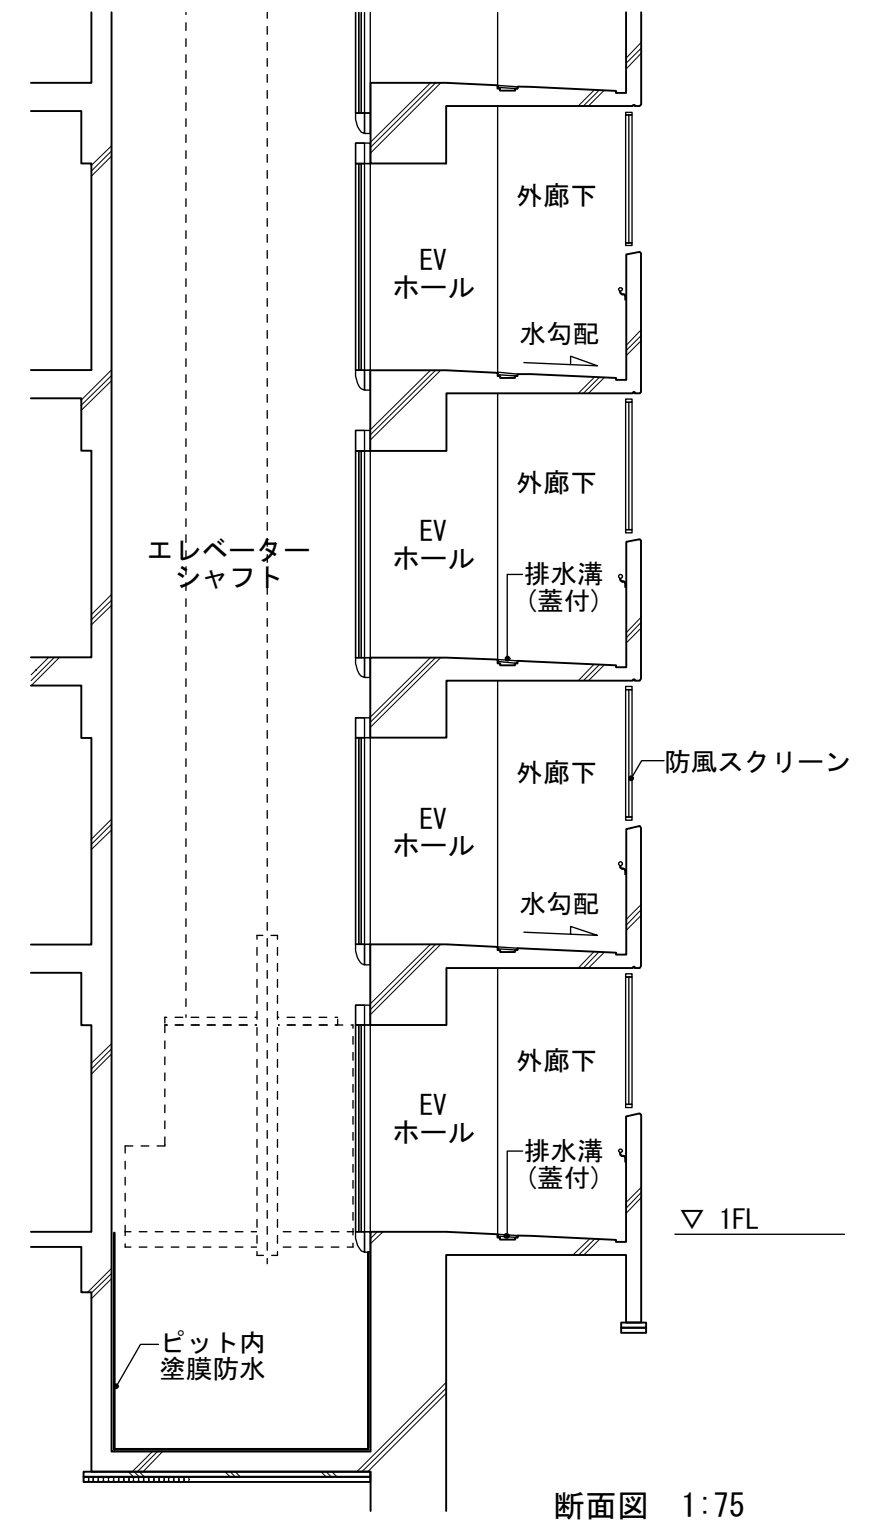 外廊下
EV
ホール
水勾配
外廊下
エレベーター
シャフト
EV
ホール
排水溝
(蓋付)
外廊下
防風スクリーン
EV
ホール
水勾配
外廊下
EV
ホール
排水溝
(蓋付)
▽ 1FL
ピット内
塗膜防水
断面図 1:75